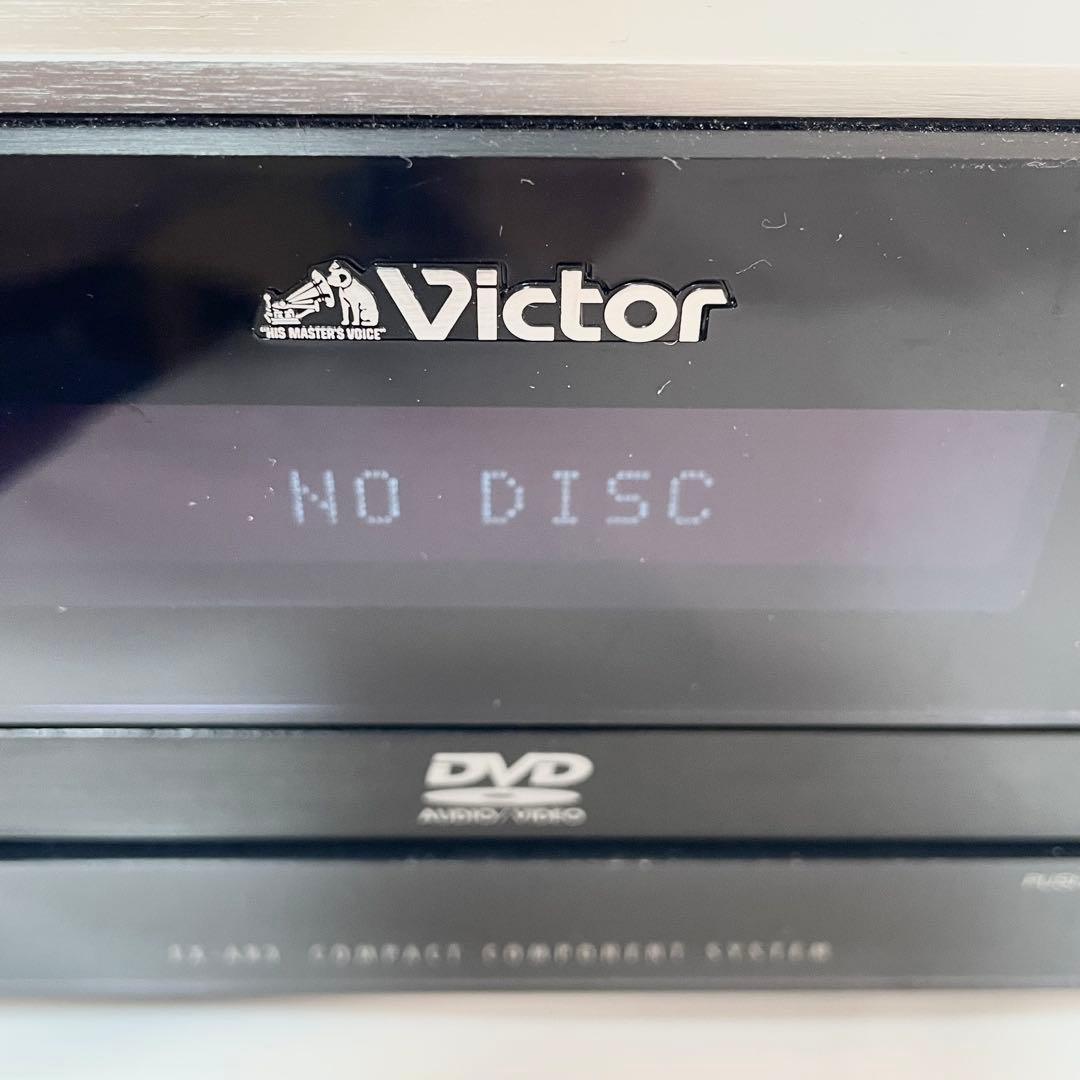 "HIS MASTER'S VOICE"
Victor
NO DISC
DVD
AUDIO/VIDEO
COMPACT COMPONENT SYSTEM